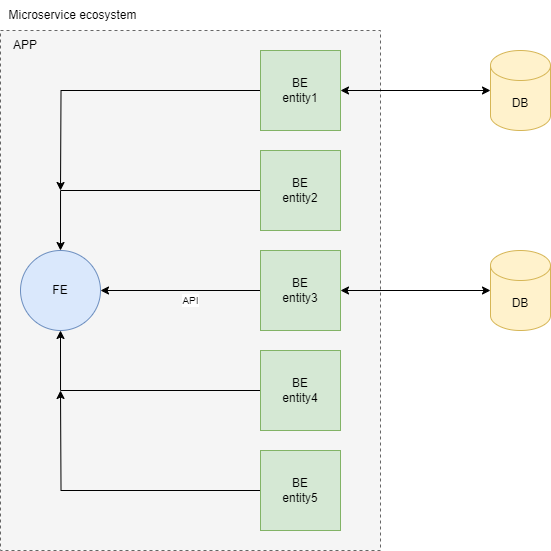 Microservice ecosystem
APP
BE
entity1
DB
BE
entity2
BE
entity3
FE
API
DB
BE
entity4
BE
entity5